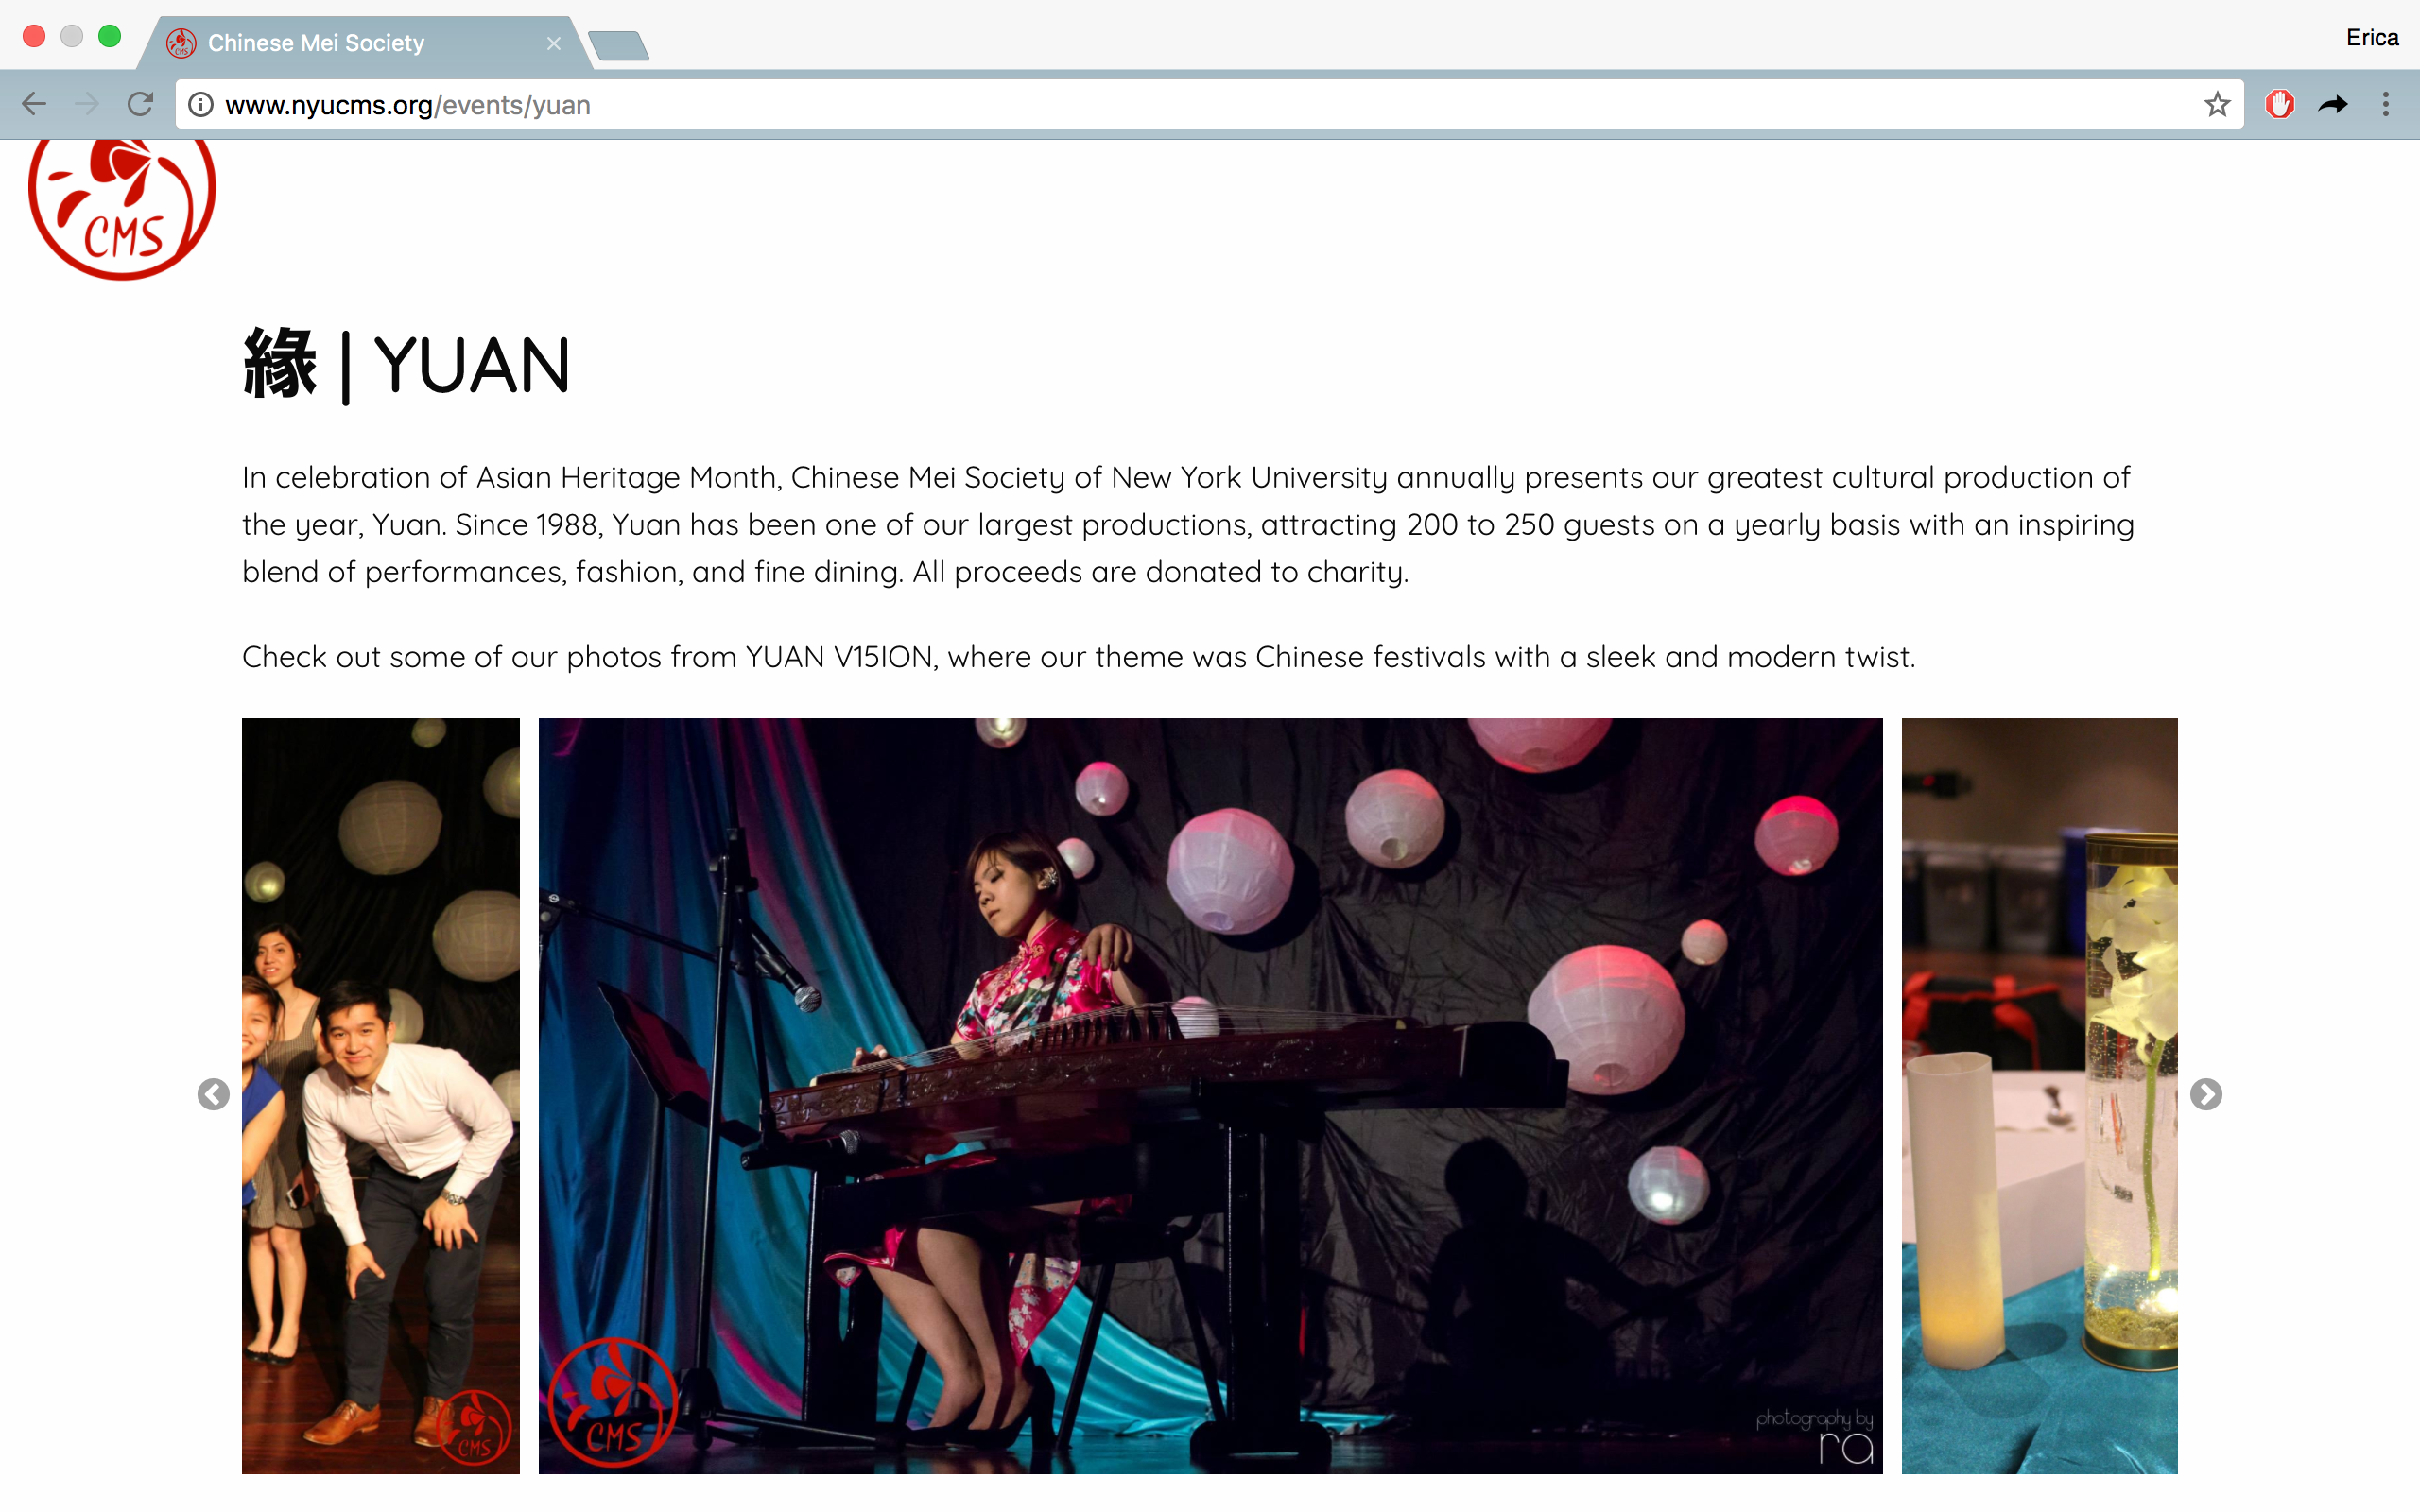 Chinese Mei Society
Erica
www.nyucms.org/events/yuan
CMS
CMS
緣 | YUAN
In celebration of Asian Heritage Month, Chinese Mei Society of New York University annually presents our greatest cultural production of
the year, Yuan. Since 1988, Yuan has been one of our largest productions, attracting 200 to 250 guests on a yearly basis with an inspiring
blend of performances, fashion, and fine dining. All proceeds are donated to charity.
Check out some of our photos from YUAN V15ION, where our theme was Chinese festivals with a sleek and modern twist.
CMS
CMS
photography by
ra